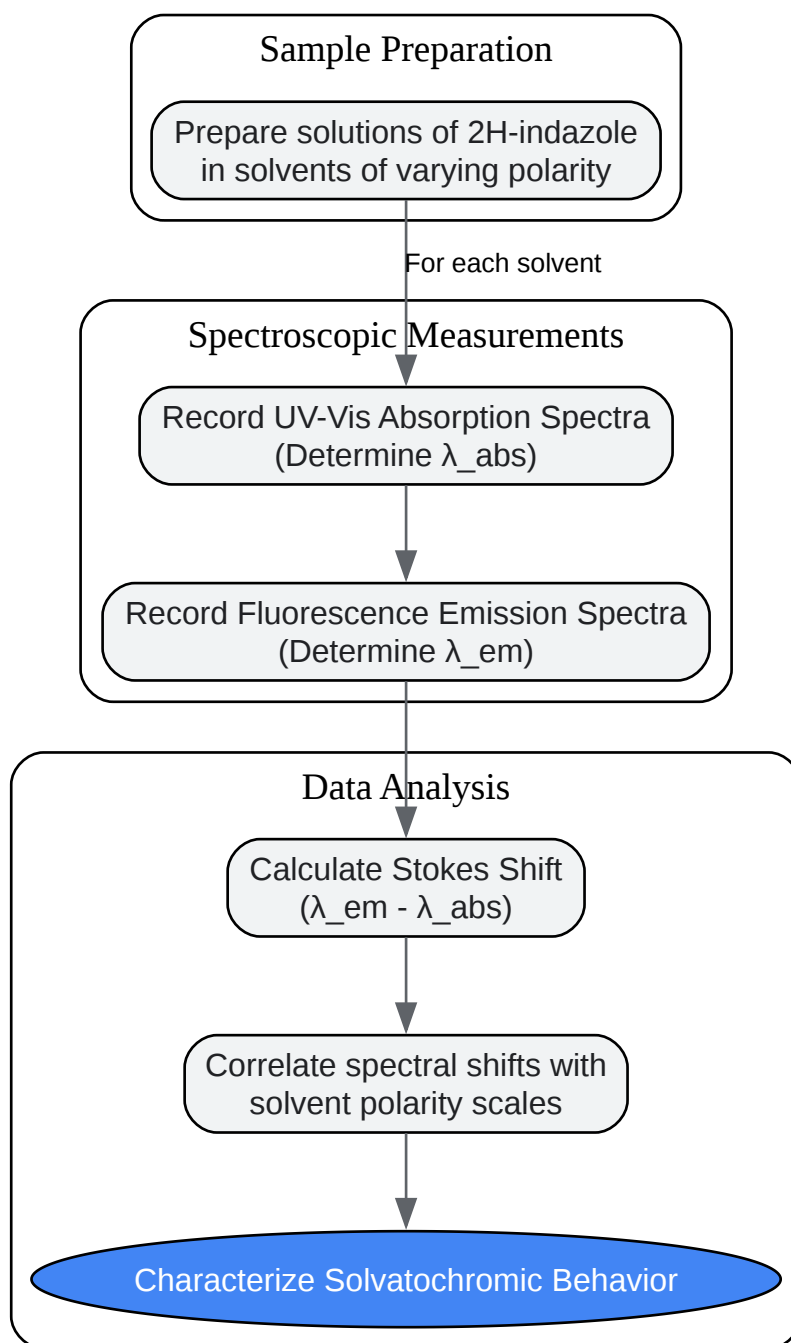 Sample Preparation
Prepare solutions of 2H-indazole
in solvents of varying polarity
For each solvent
Spectroscopic Measurements
Record UV-Vis Absorption Spectra
(Determine λ_abs)
Record Fluorescence Emission Spectra
(Determine λ_em)
Data Analysis
Calculate Stokes Shift
(λ_em - λ_abs)
Correlate spectral shifts with
solvent polarity scales
Characterize Solvatochromic Behavior